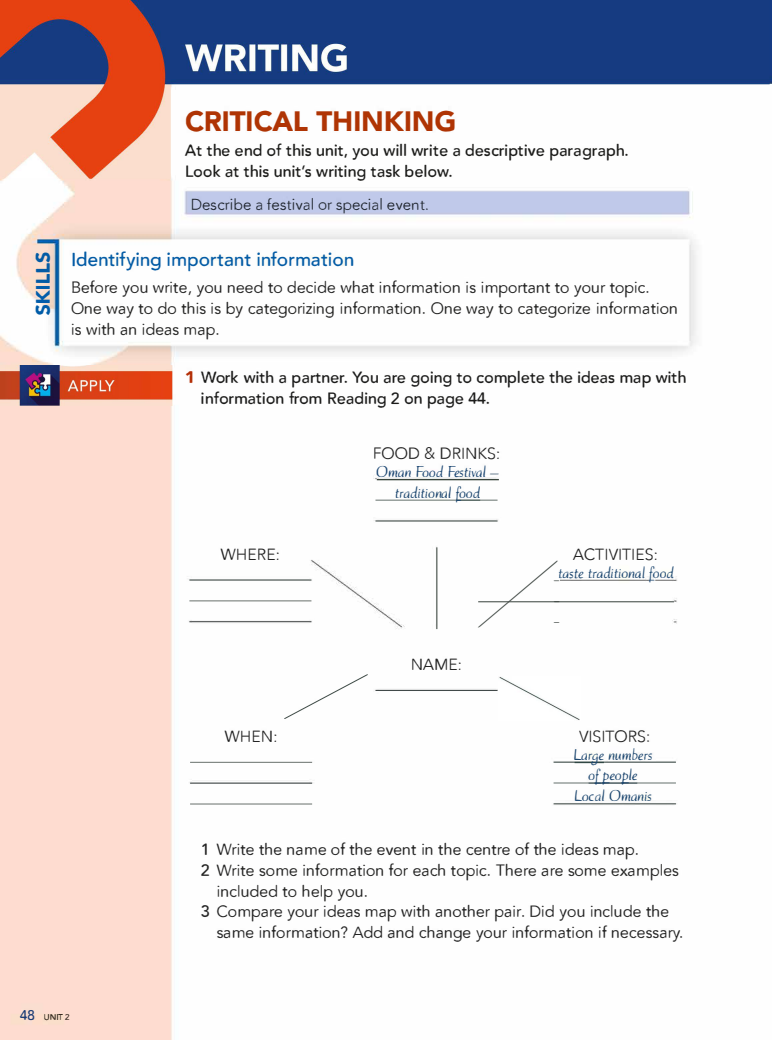 WRITING
CRITICAL THINKING
At the end of this unit, you will write a descriptive paragraph.
Look at this unit's writing task below.
Describe a festival or special event.
SKILLS
Identifying important information
Before you write, you need to decide what information is important to your topic.
One way to do this is by categorizing information. One way to categorize information
is with an ideas map.
APPLY
1 Work with a partner. You are going to complete the ideas map with
information from Reading 2 on page 44.
FOOD & DRINKS:
Oman Food Festival –
traditional food
WHERE:
ACTIVITIES:
taste traditional food
NAME:
WHEN:
VISITORS:
Large numbers
of people
Local Omanis
1 Write the name of the event in the centre of the ideas map.
2 Write some information for each topic. There are some examples
included to help you.
3 Compare your ideas map with another pair. Did you include the
same information? Add and change your information if necessary.
48 UNIT 2